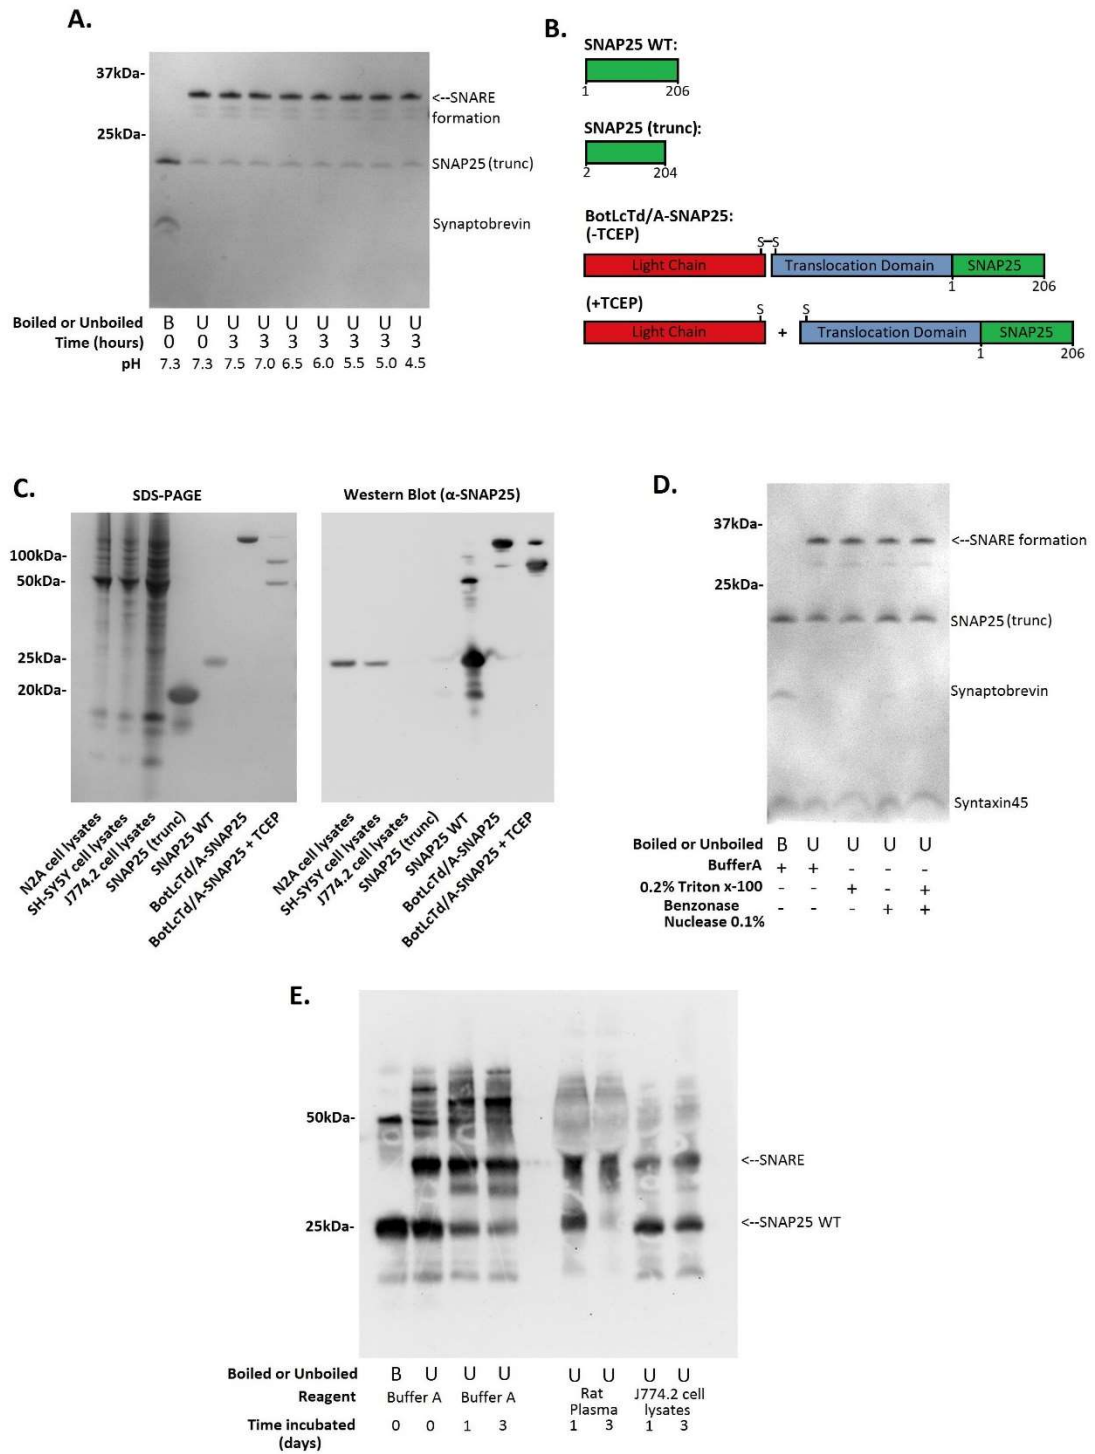 A.
37kDa-
25kDa-
<--SNARE
formation
SNAP25 (trunc)
Synaptobrevin
Boiled or Unboiled B U U U U U U U U
Time (hours) 0 0 3 3 3 3 3 3 3
pH 7.3 7.3 7.5 7.0 6.5 6.0 5.5 5.0 4.5
B.
SNAP25 WT:
1 206
SNAP25 (trunc):
2 204
BotLcTd/A-SNAP25:
(-TCEP)
S-S
Light Chain Translocation Domain SNAP25
1 206
(+TCEP)
S S
Light Chain + Translocation Domain SNAP25
1 206
C.
SDS-PAGE
100kDa-
50kDa-
25kDa-
20kDa-
N2A cell lysates
SH-SY5Y cell lysates
J774.2 cell lysates
SNAP25 (trunc)
SNAP25 WT
BotLcTd/A-SNAP25
BotLcTd/A-SNAP25 + TCEP
Western Blot (α-SNAP25)
N2A cell lysates
SH-SY5Y cell lysates
J774.2 cell lysates
SNAP25 (trunc)
SNAP25 WT
BotLcTd/A-SNAP25
BotLcTd/A-SNAP25 + TCEP
D.
37kDa-
25kDa-
<--SNARE formation
SNAP25 (trunc)
Synaptobrevin
Syntaxin45
Boiled or Unboiled B U U U U
BufferA + + - - -
0.2% Triton x-100 - - + - +
Benzonase - - - + +
Nuclease 0.1%
E.
50kDa-
25kDa-
<--SNARE
<--SNAP25 WT
Boiled or Unboiled B U U U U U U U
Reagent Buffer A Buffer A Rat Plasma J774.2 cell lysates
Time incubated 0 0 1 3 1 3 1 3
(days)